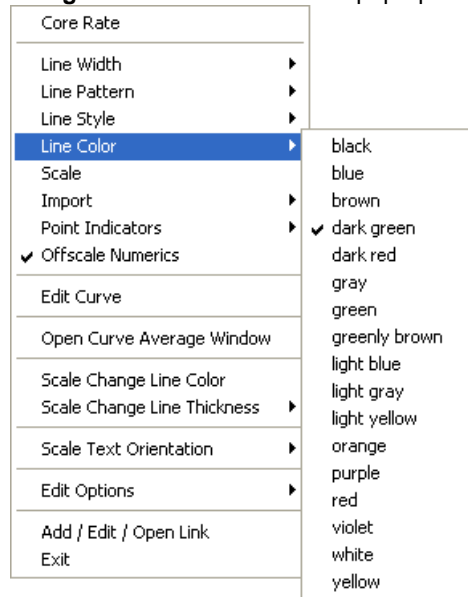 Core Rate
Line Width
Line Pattern
Line Style
Line Color
Scale
Import
Point Indicators
Offscale Numerics
Edit Curve
Open Curve Average Window
Scale Change Line Color
Scale Change Line Thickness
Scale Text Orientation
Edit Options
Add / Edit / Open Link
Exit
black
blue
brown
dark green
dark red
gray
green
greenly brown
light blue
light gray
light yellow
orange
purple
red
violet
white
yellow